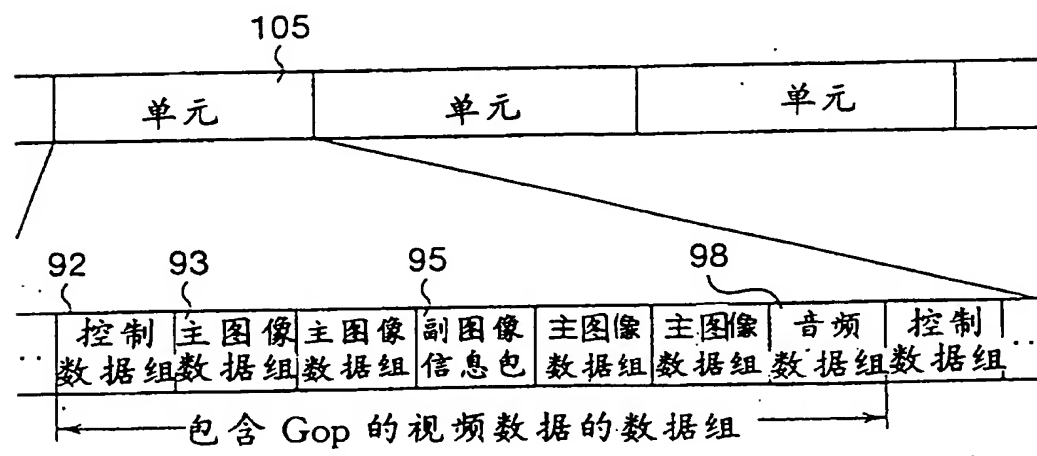 105
单元 单元 单元
92 93 95 98
控制 主图像 主图像 副图像 主图像 主图像 音频 控制
数据组 数据组 数据组 信息包 数据组 数据组 数据组 数据组
包含 Gop 的视频数据的数据组